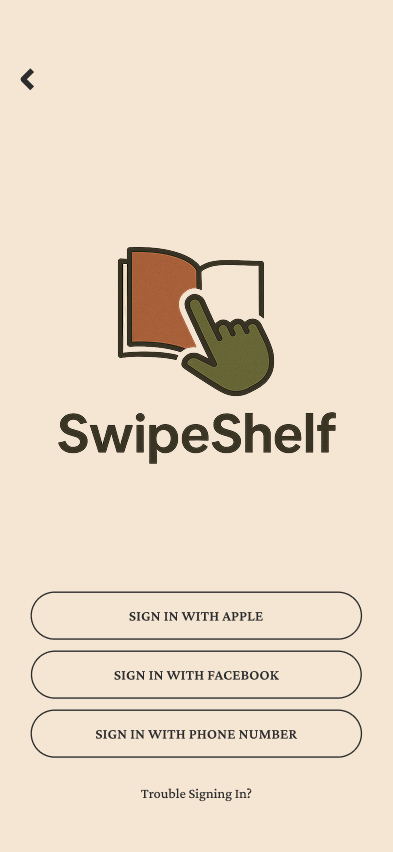 SwipeShelf
SIGN IN WITH APPLE
SIGN IN WITH FACEBOOK
SIGN IN WITH PHONE NUMBER
Trouble Signing In?